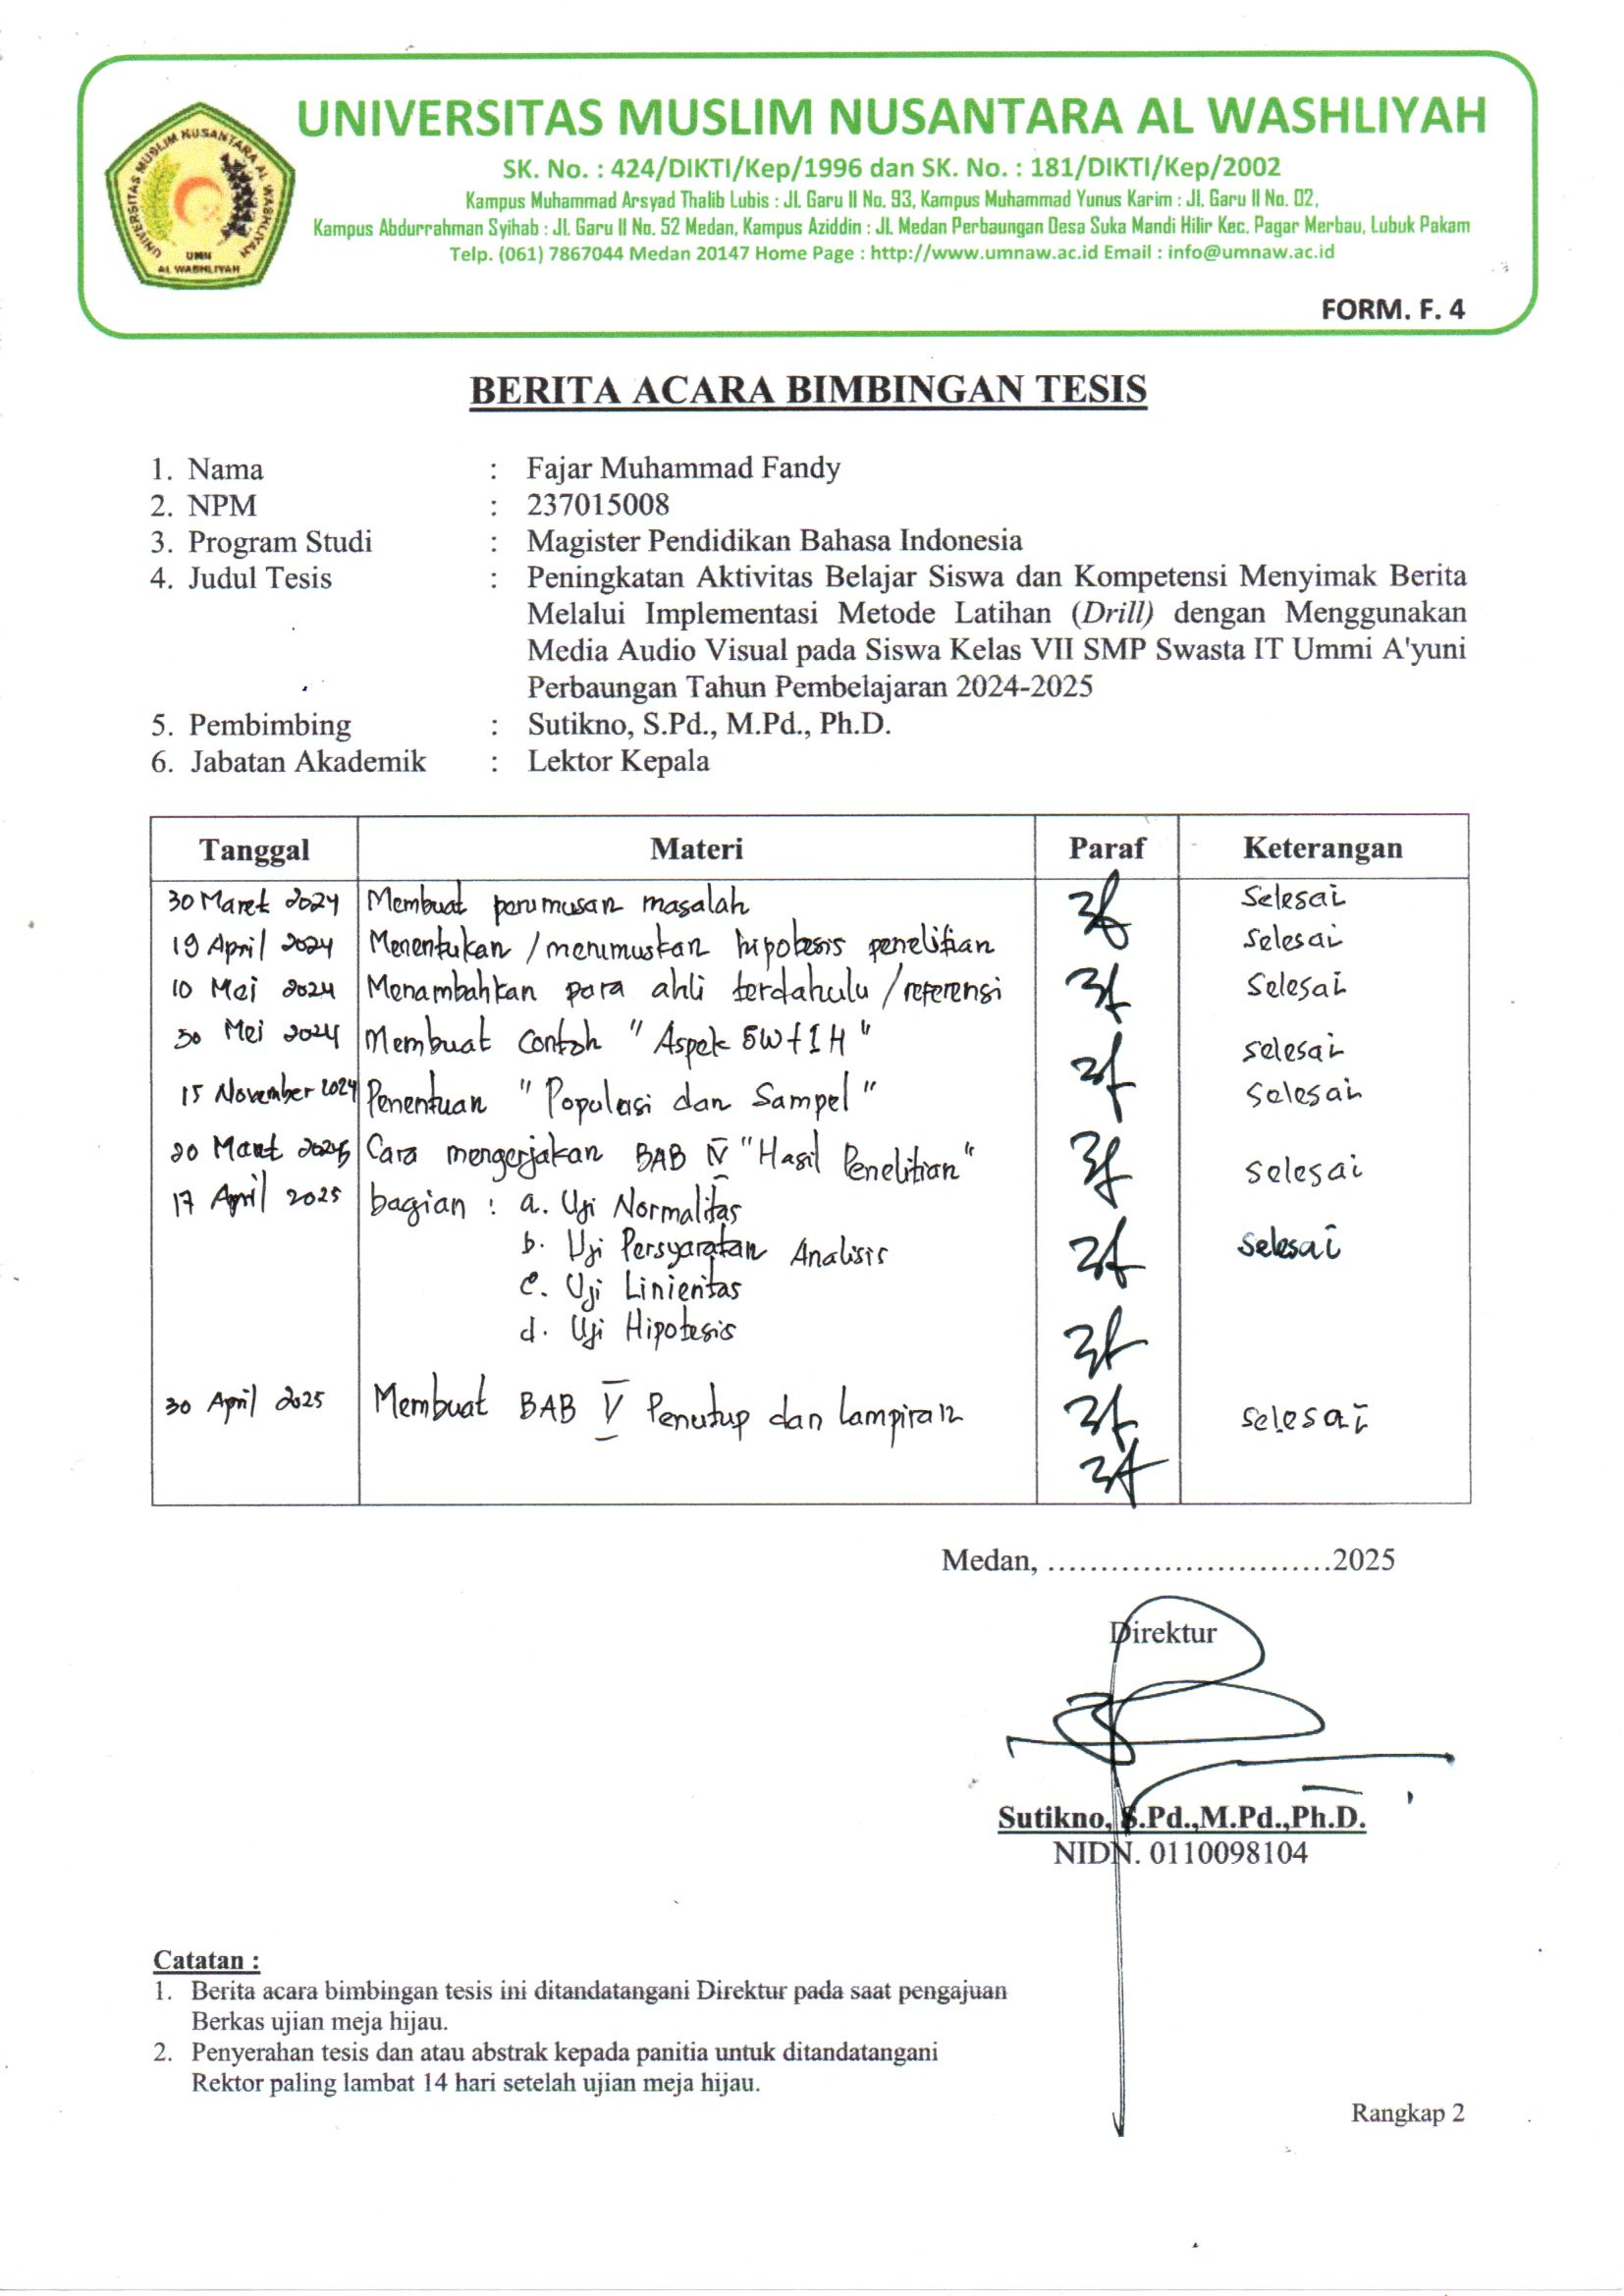 UNIVERSITAS MUSLIM NUSANTARA AL WASHLIYAH
UMN
AL WASHLIYAH
UNIVERSITAS MUSLIM NUSANTARA AL WASHLIYAH
SK. No. : 424/DIKTI/Kep/1996 dan SK. No. : 181/DIKTI/Kep/2002
Kampus Muhammad Arsyad Thalib Lubis : Jl. Garu II No. 93, Kampus Muhammad Yunus Karim : Jl. Garu II No. 02,
Kampus Abdurrahman Syihab : Jl. Garu II No. 52 Medan, Kampus Aziddin : Jl. Medan Perbaungan Desa Suka Mandi Hilir Kec. Pagar Merbau, Lubuk Pakam
Telp. (061) 7867044 Medan 20147 Home Page : http://www.umnaw.ac.id Email : info@umnaw.ac.id
FORM. F. 4
BERITA ACARA BIMBINGAN TESIS
1. Nama : Fajar Muhammad Fandy
2. NPM : 237015008
3. Program Studi : Magister Pendidikan Bahasa Indonesia
4. Judul Tesis : Peningkatan Aktivitas Belajar Siswa dan Kompetensi Menyimak Berita
Melalui Implementasi Metode Latihan (Drill) dengan Menggunakan
Media Audio Visual pada Siswa Kelas VII SMP Swasta IT Ummi A'yuni
Perbaungan Tahun Pembelajaran 2024-2025
5. Pembimbing : Sutikno, S.Pd., M.Pd., Ph.D.
6. Jabatan Akademik : Lektor Kepala
Tanggal Materi Paraf Keterangan
30 Maret 2024 Membuat perumusan masalah Selesai
19 April 2024 Menentukan / merumuskan hipotesis penelitian Selesai
10 Mei 2024 Menambahkan para ahli terdahulu / referensi Selesai
30 Mei 2024 Membuat Contoh " Aspek 5W+1H " Selesai
15 November 2024 Penentuan " Populasi dan Sampel " Selesai
20 Maret 2025 Cara mengerjakan BAB IV "Hasil Penelitian" Selesai
17 April 2025 bagian : a. Uji Normalitas
b. Uji Persyaratan Analisis Selesai
c. Uji Linieritas
d. Uji Hipotesis
30 April 2025 Membuat BAB V Penutup dan lampiran Selesai
Medan, ...........................2025
Direktur
Sutikno, S.Pd.,M.Pd.,Ph.D.
NIDN. 0110098104
Catatan :
1. Berita acara bimbingan tesis ini ditandatangani Direktur pada saat pengajuan
Berkas ujian meja hijau.
2. Penyerahan tesis dan atau abstrak kepada panitia untuk ditandatangani
Rektor paling lambat 14 hari setelah ujian meja hijau.
Rangkap 2